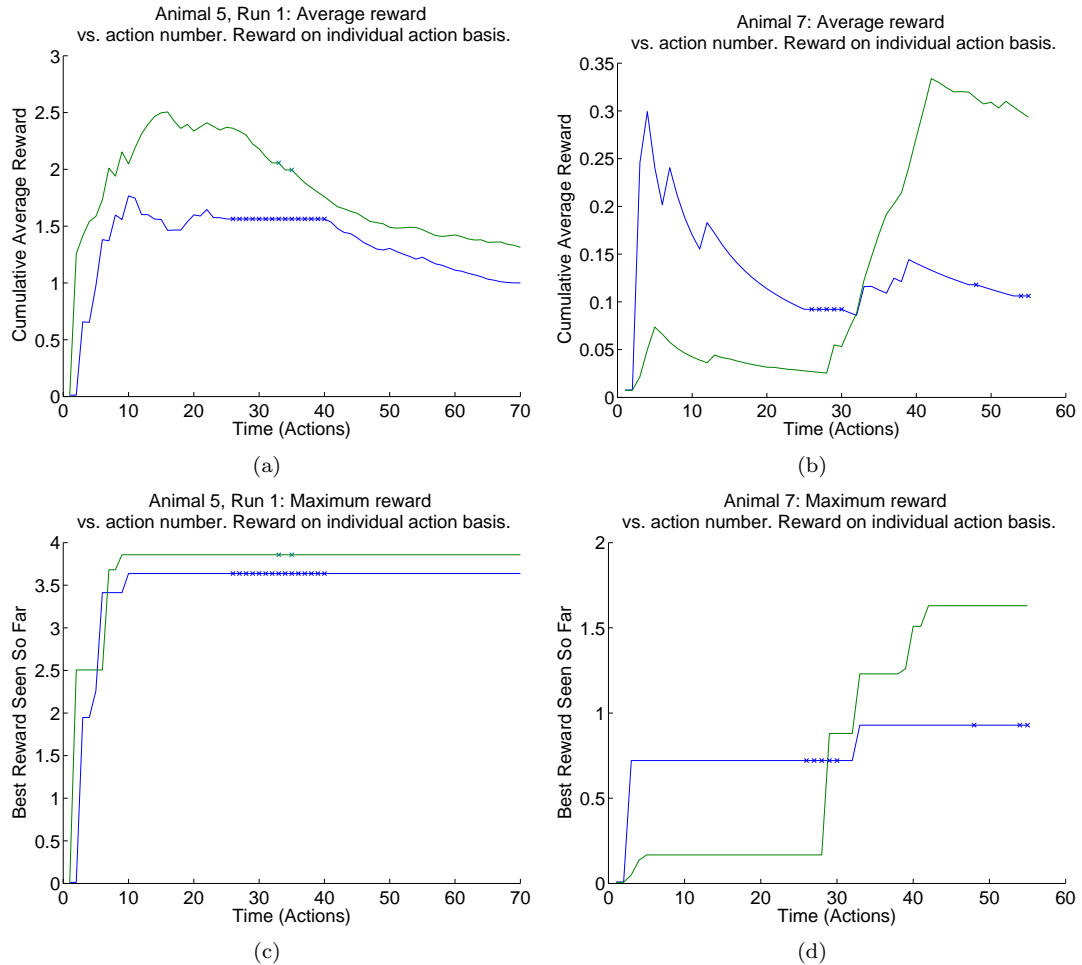 Animal 5, Run 1: Average reward
vs. action number. Reward on individual action basis.
Cumulative Average Reward
3
2.5
2
1.5
1
0.5
0
0 10 20 30 40 50 60 70
Time (Actions)
(a)
Animal 7: Average reward
vs. action number. Reward on individual action basis.
Cumulative Average Reward
0.35
0.3
0.25
0.2
0.15
0.1
0.05
0
0 10 20 30 40 50 60
Time (Actions)
(b)
Animal 5, Run 1: Maximum reward
vs. action number. Reward on individual action basis.
Best Reward Seen So Far
4
3.5
3
2.5
2
1.5
1
0.5
0
0 10 20 30 40 50 60 70
Time (Actions)
(c)
Animal 7: Maximum reward
vs. action number. Reward on individual action basis.
Best Reward Seen So Far
2
1.5
1
0.5
0
0 10 20 30 40 50 60
Time (Actions)
(d)